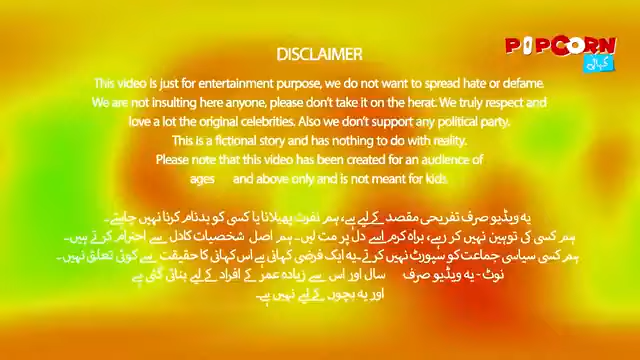 POPCORN
کہانی
DISCLAIMER
This video is just for entertainment purpose, we do not want to spread hate or defame.
We are not insulting here anyone, please don't take it on the herat. We truly respect and
love a lot the original celebrities. Also we don't support any political party.
This is a fictional story and has nothing to do with reality.
Please note that this video has been created for an audience of
ages and above only and is not meant for kids.
یہ ویڈیو صرف تفریحی مقصد کے لیے ہے، ہم نفرت پھیلانا یا کسی کو بدنام کرنا نہیں چاہتے۔
ہم کسی کی توہین نہیں کر رہے، براہ کرم اسے دل پر مت لیں۔ ہم اصل شخصیات کا دل سے احترام کرتے ہیں۔
ہم کسی سیاسی جماعت کو سپورٹ نہیں کرتے۔ یہ ایک فرضی کہانی ہے اس کہانی کا حقیقت سے کوئی تعلق نہیں۔
نوٹ - یہ ویڈیو صرف سال اور اس سے زیادہ عمر کے افراد کے لیے بنائی گئی ہے
اور یہ بچوں کے لیے نہیں ہے۔